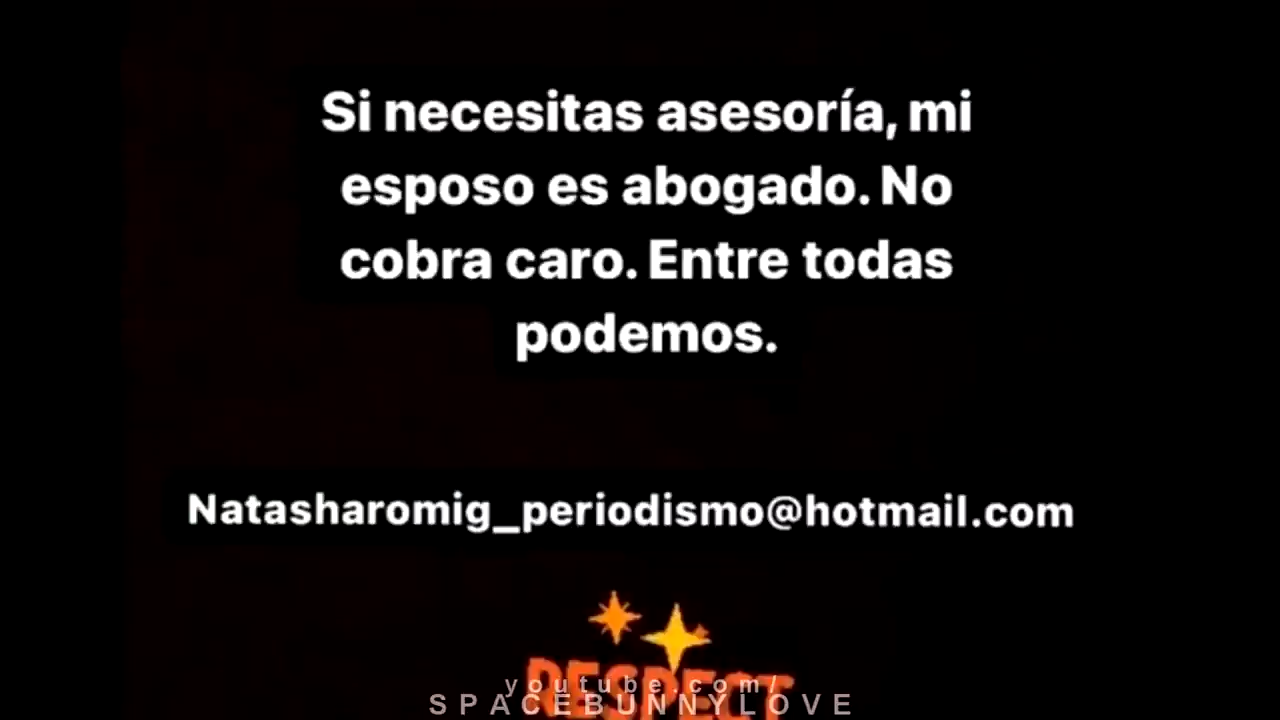 Si necesitas asesoría, mi
esposo es abogado. No
cobra caro. Entre todas
podemos.
Natasharomig_periodismo@hotmail.com
RESPECT
youtube.com/
SPACEBUNNYLOVE